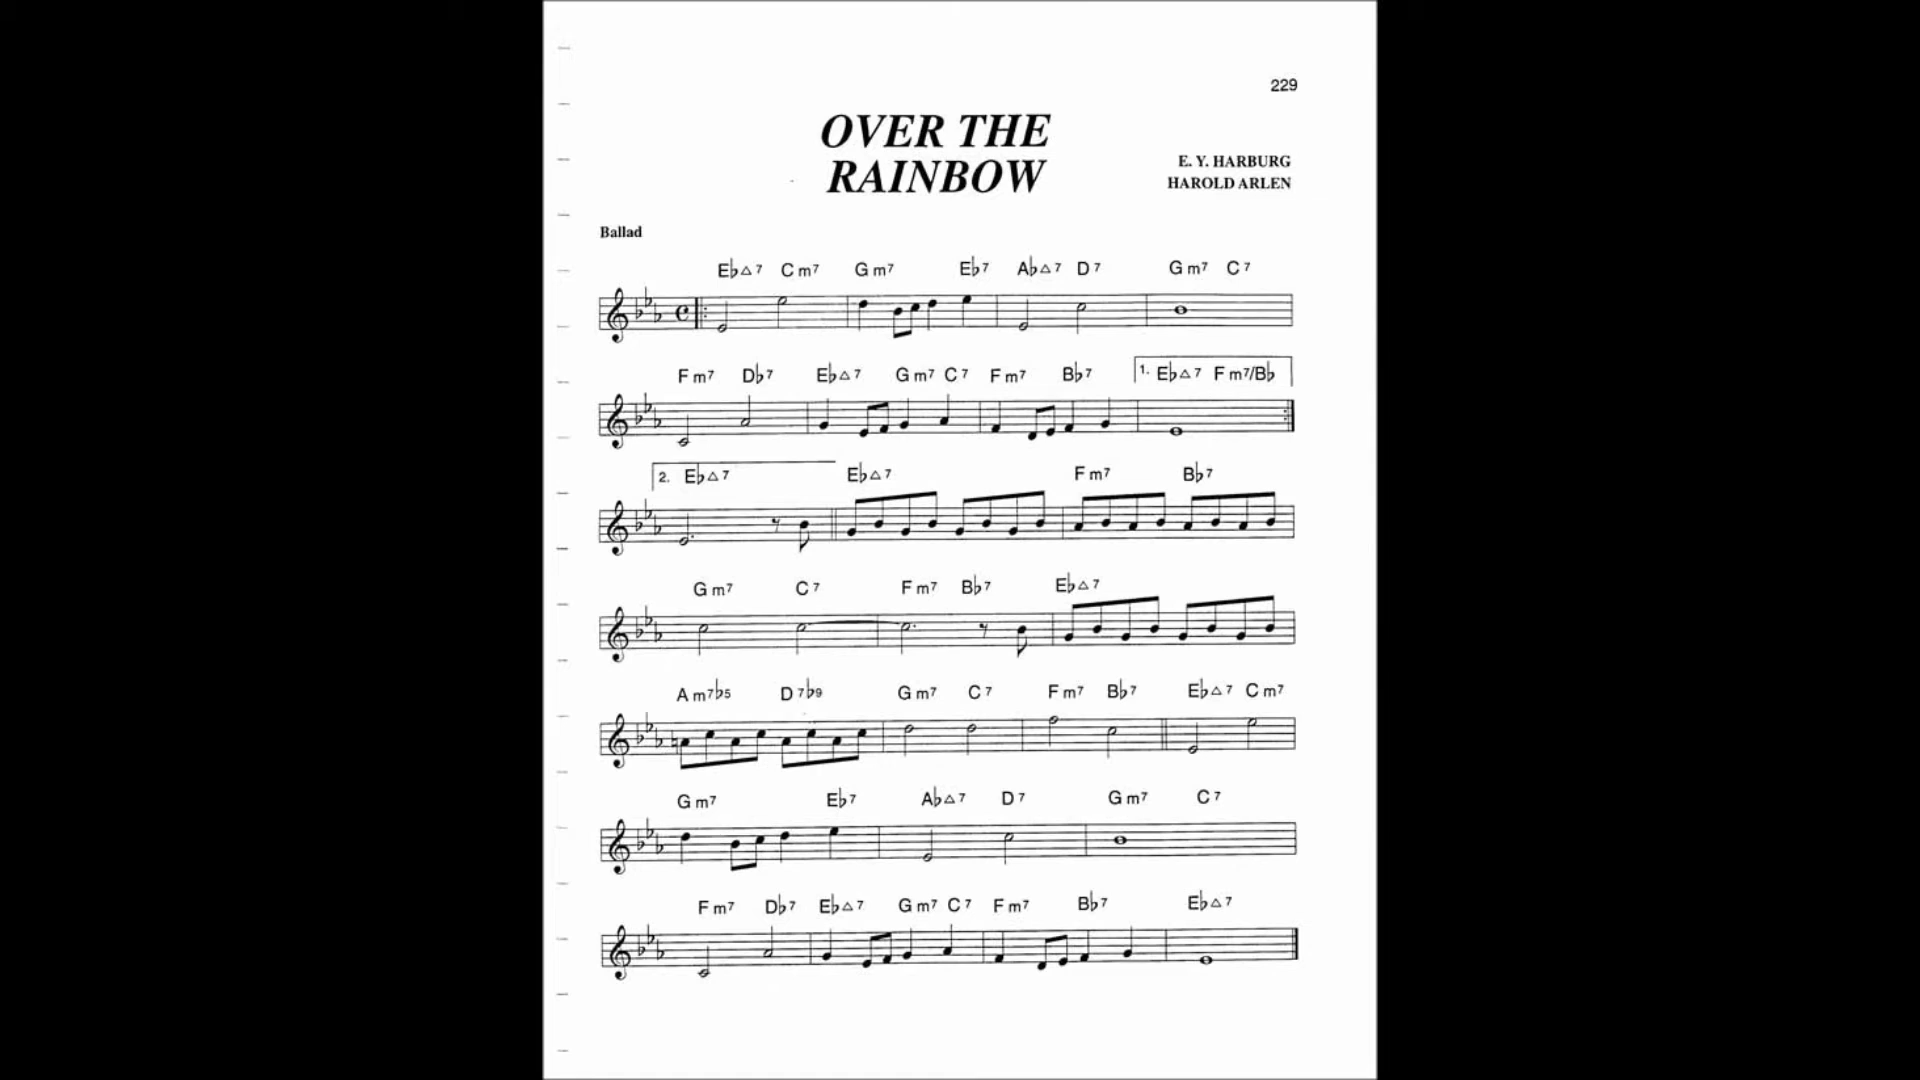 229
OVER THE
RAINBOW
E. Y. HARBURG
HAROLD ARLEN
Ballad
E♭△7 Cm7 Gm7 E♭7 A♭△7 D7 Gm7 C7
Fm7 D♭7 E♭△7 Gm7 C7 Fm7 B♭7 1. E♭△7 Fm7/B♭
2. E♭△7 E♭△7 Fm7 B♭7
Gm7 C7 Fm7 B♭7 E♭△7
Am7♭5 D7♭9 Gm7 C7 Fm7 B♭7 E♭△7 Cm7
Gm7 E♭7 A♭△7 D7 Gm7 C7
Fm7 D♭7 E♭△7 Gm7 C7 Fm7 B♭7 E♭△7